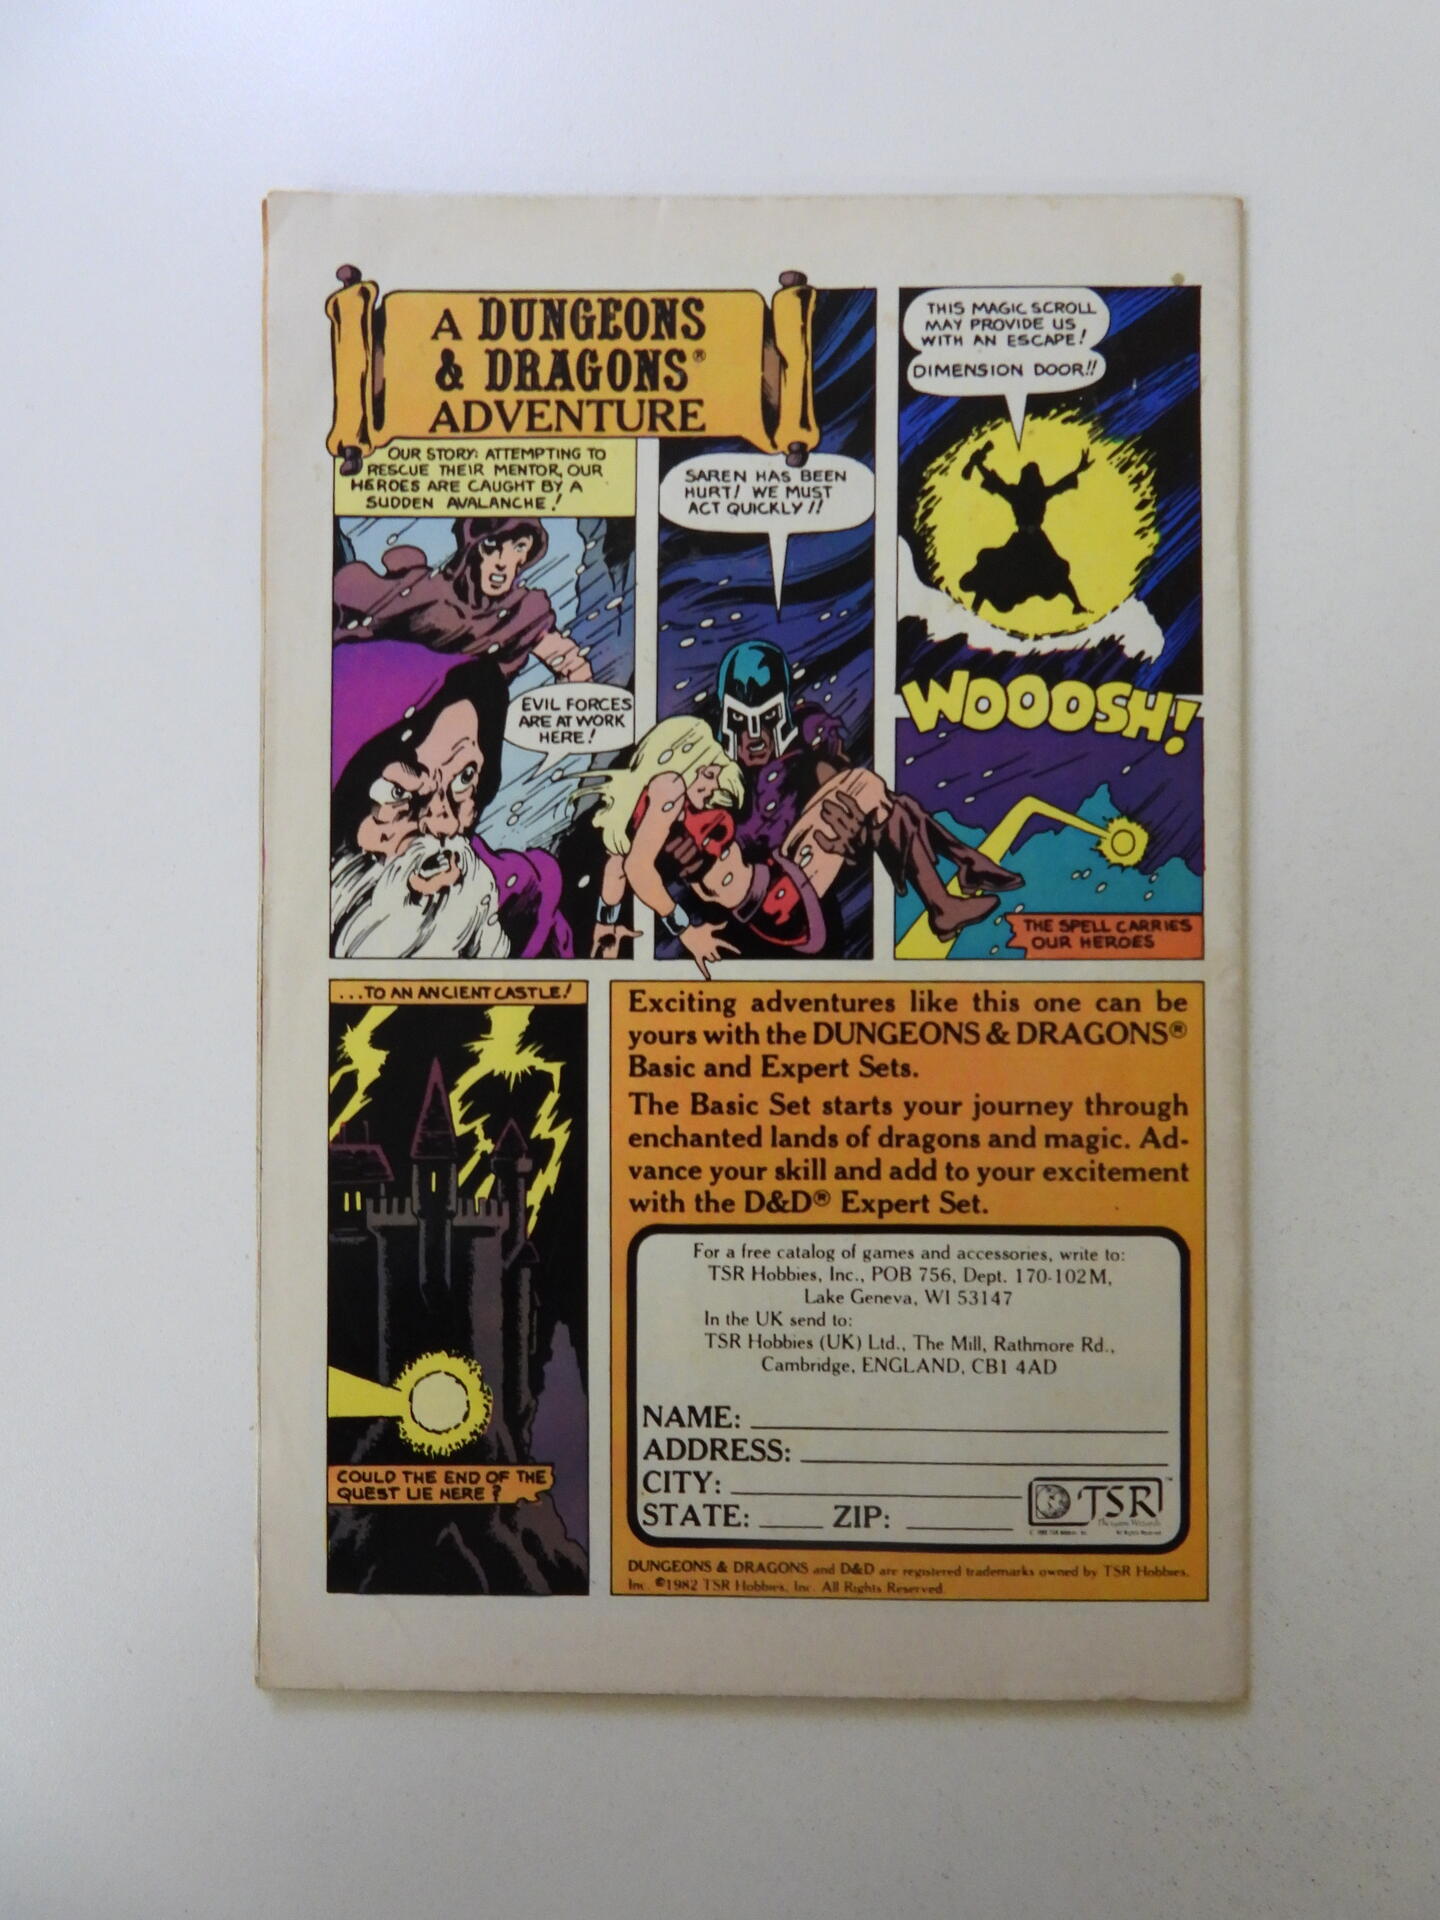 A DUNGEONS
& DRAGONS®
ADVENTURE
OUR STORY: ATTEMPTING TO
RESCUE THEIR MENTOR, OUR
HEROES ARE CAUGHT BY A
SUDDEN AVALANCHE!
EVIL FORCES
ARE AT WORK
HERE!
SAREN HAS BEEN
HURT! WE MUST
ACT QUICKLY!!
THIS MAGIC SCROLL
MAY PROVIDE US
WITH AN ESCAPE!
DIMENSION DOOR!!
WOOOSH!
THE SPELL CARRIES
OUR HEROES
...TO AN ANCIENT CASTLE!
COULD THE END OF THE
QUEST LIE HERE?
Exciting adventures like this one can be
yours with the DUNGEONS & DRAGONS®
Basic and Expert Sets.
The Basic Set starts your journey through
enchanted lands of dragons and magic. Ad-
vance your skill and add to your excitement
with the D&D® Expert Set.
For a free catalog of games and accessories, write to:
TSR Hobbies, Inc., POB 756, Dept. 170-102M,
Lake Geneva, WI 53147
In the UK send to:
TSR Hobbies (UK) Ltd., The Mill, Rathmore Rd.,
Cambridge, ENGLAND, CB1 4AD
NAME:
ADDRESS:
CITY:
STATE: ZIP:
TSR™
DUNGEONS & DRAGONS and D&D are registered trademarks owned by TSR Hobbies,
Inc. ©1982 TSR Hobbies, Inc. All Rights Reserved.